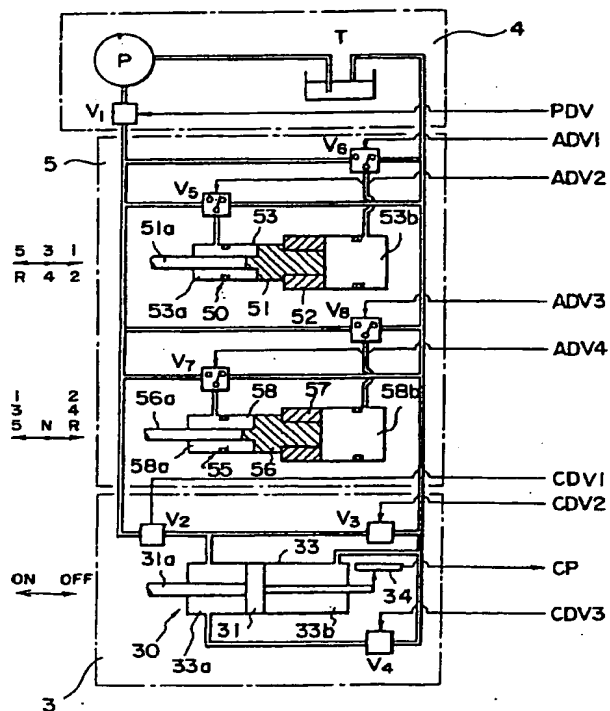 T
4
P
V1
PDV
5
V6
ADV1
V5
ADV2
51a
53
53b
5 3 1
R 4 2
53a
50
51
52
V8
ADV3
ADV4
V7
56a
58
57
58b
1 2
3 4
5 N R
58a
55
56
CDV1
V2
V3
CDV2
31a
33
CP
ON OFF
34
31
33b
CDV3
30
33a
V4
3